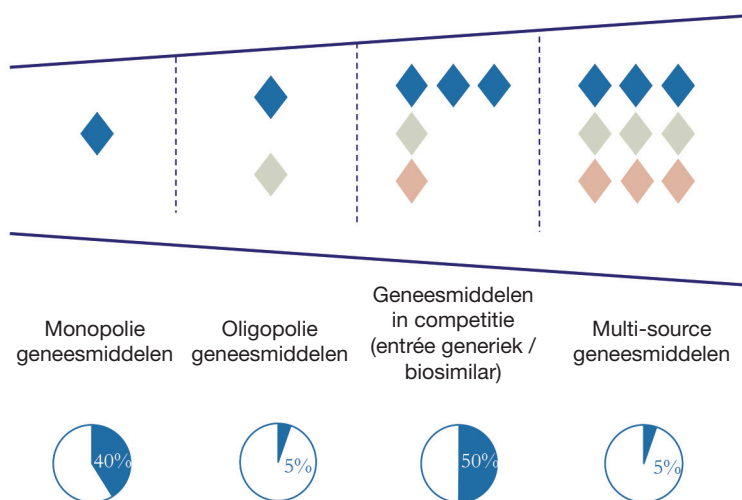 Monopolie
geneesmiddelen
Oligopolie
geneesmiddelen
Geneesmiddelen
in competitie
(entrée generiek /
biosimilar)
Multi-source
geneesmiddelen
40%
5%
50%
5%